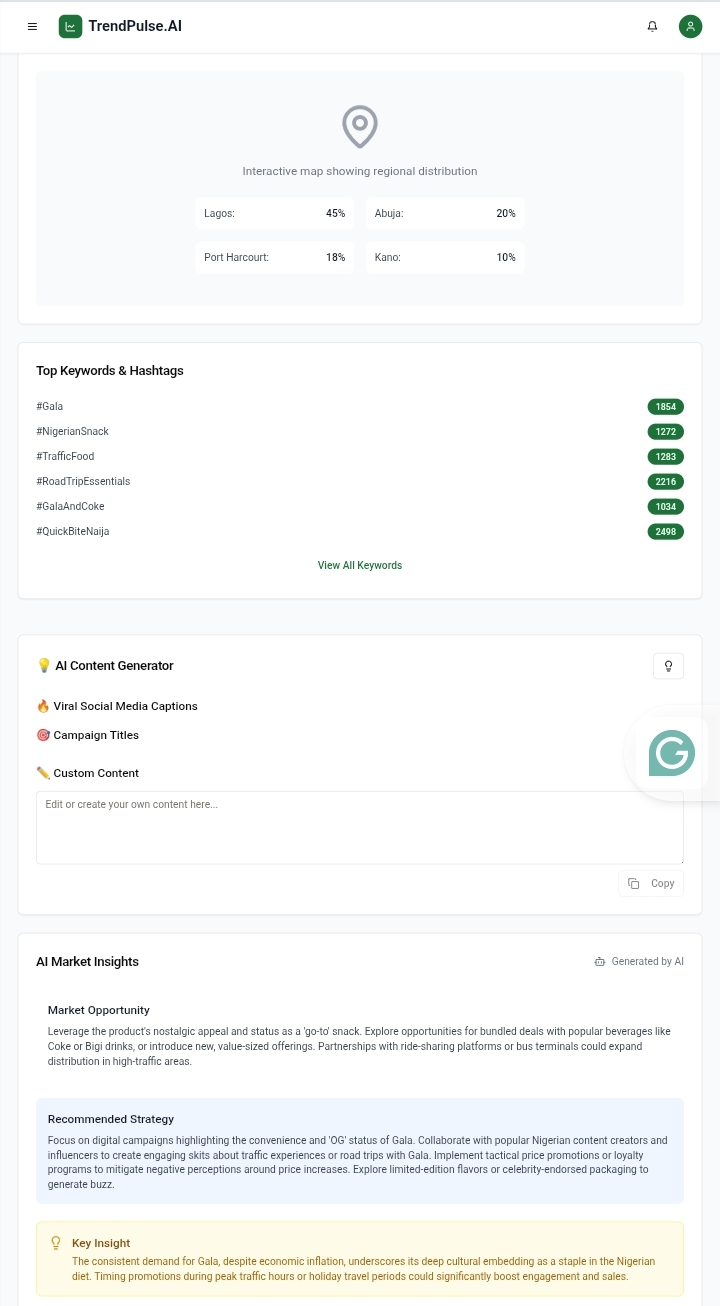 TrendPulse.AI
Interactive map showing regional distribution
Lagos: 45% Abuja: 20%
Port Harcourt: 18% Kano: 10%
Top Keywords & Hashtags
#Gala 1854
#NigerianSnack 1272
#TrafficFood 1283
#RoadTripEssentials 2216
#GalaAndCoke 1034
#QuickBiteNaija 2498
View All Keywords
💡 AI Content Generator
🔥 Viral Social Media Captions
🎯 Campaign Titles
✏️ Custom Content
Edit or create your own content here...
Copy
AI Market Insights Generated by AI
Market Opportunity
Leverage the product's nostalgic appeal and status as a 'go-to' snack. Explore opportunities for bundled deals with popular beverages like
Coke or Bigi drinks, or introduce new, value-sized offerings. Partnerships with ride-sharing platforms or bus terminals could expand
distribution in high-traffic areas.
Recommended Strategy
Focus on digital campaigns highlighting the convenience and 'OG' status of Gala. Collaborate with popular Nigerian content creators and
influencers to create engaging skits about traffic experiences or road trips with Gala. Implement tactical price promotions or loyalty
programs to mitigate negative perceptions around price increases. Explore limited-edition flavors or celebrity-endorsed packaging to
generate buzz.
Key Insight
The consistent demand for Gala, despite economic inflation, underscores its deep cultural embedding as a staple in the Nigerian
diet. Timing promotions during peak traffic hours or holiday travel periods could significantly boost engagement and sales.